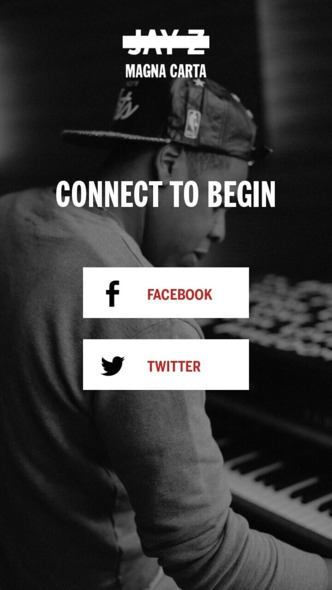 JAY Z
MAGNA CARTA
CONNECT TO BEGIN
FACEBOOK
TWITTER